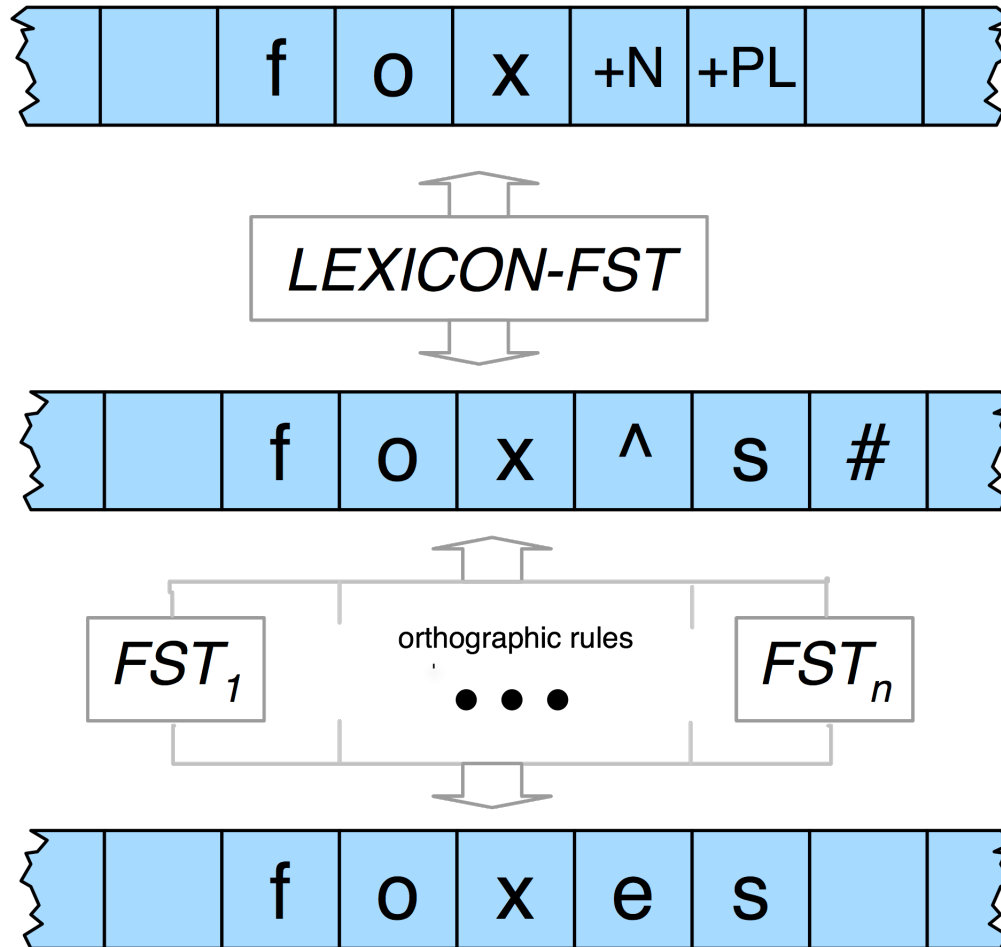 f o x +N +PL
LEXICON-FST
f o x ^ s #
orthographic rules
FST1 FSTn
f o x e s